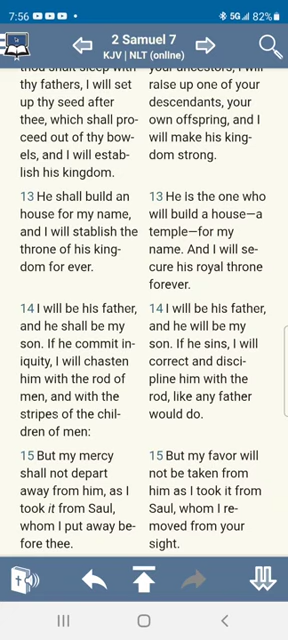 7:56
5G 82%
2 Samuel 7
KJV | NLT (online)
thou shalt sleep with
thy fathers, I will set
up thy seed after
thee, which shall pro-
ceed out of thy bow-
els, and I will estab-
lish his kingdom.
13 He shall build an
house for my name,
and I will stablish the
throne of his king-
dom for ever.
14 I will be his father,
and he shall be my
son. If he commit in-
iquity, I will chasten
him with the rod of
men, and with the
stripes of the chil-
dren of men:
15 But my mercy
shall not depart
away from him, as I
took it from Saul,
whom I put away be-
fore thee.
your ancestors, I will
raise up one of your
descendants, your
own offspring, and I
will make his king-
dom strong.
13 He is the one who
will build a house—a
temple—for my
name. And I will se-
cure his royal throne
forever.
14 I will be his father,
and he will be my
son. If he sins, I will
correct and disci-
pline him with the
rod, like any father
would do.
15 But my favor will
not be taken from
him as I took it from
Saul, whom I re-
moved from your
sight.